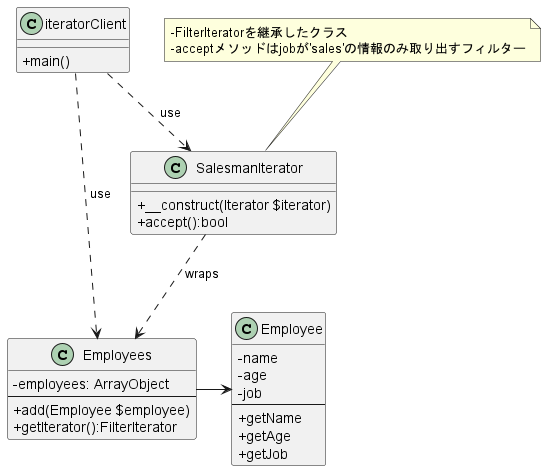 C iteratorClient
+main()
-FilterIteratorを継承したクラス
-acceptメソッドはjobが'sales'の情報のみ取り出すフィルター
use
C SalesmanIterator
+__construct(Iterator $iterator)
+accept():bool
use
wraps
C Employees
-employees: ArrayObject
+add(Employee $employee)
+getIterator():FilterIterator
C Employee
-name
-age
-job
+getName
+getAge
+getJob